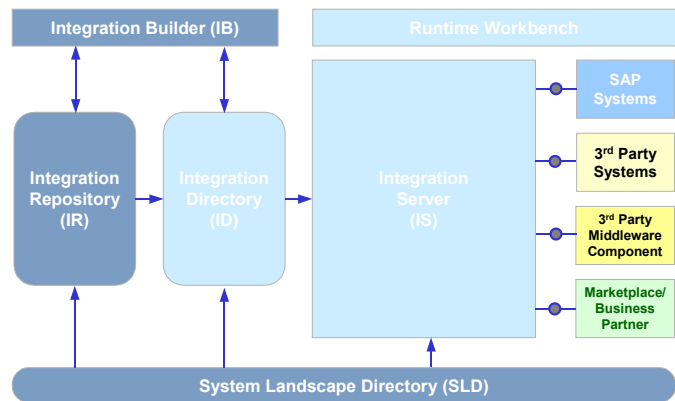 Integration Builder (IB)
Runtime Workbench
SAP
Systems
3rd Party
Systems
Integration
Repository
(IR)
Integration
Directory
(ID)
Integration
Server
(IS)
3rd Party
Middleware
Component
Marketplace/
Business
Partner
System Landscape Directory (SLD)